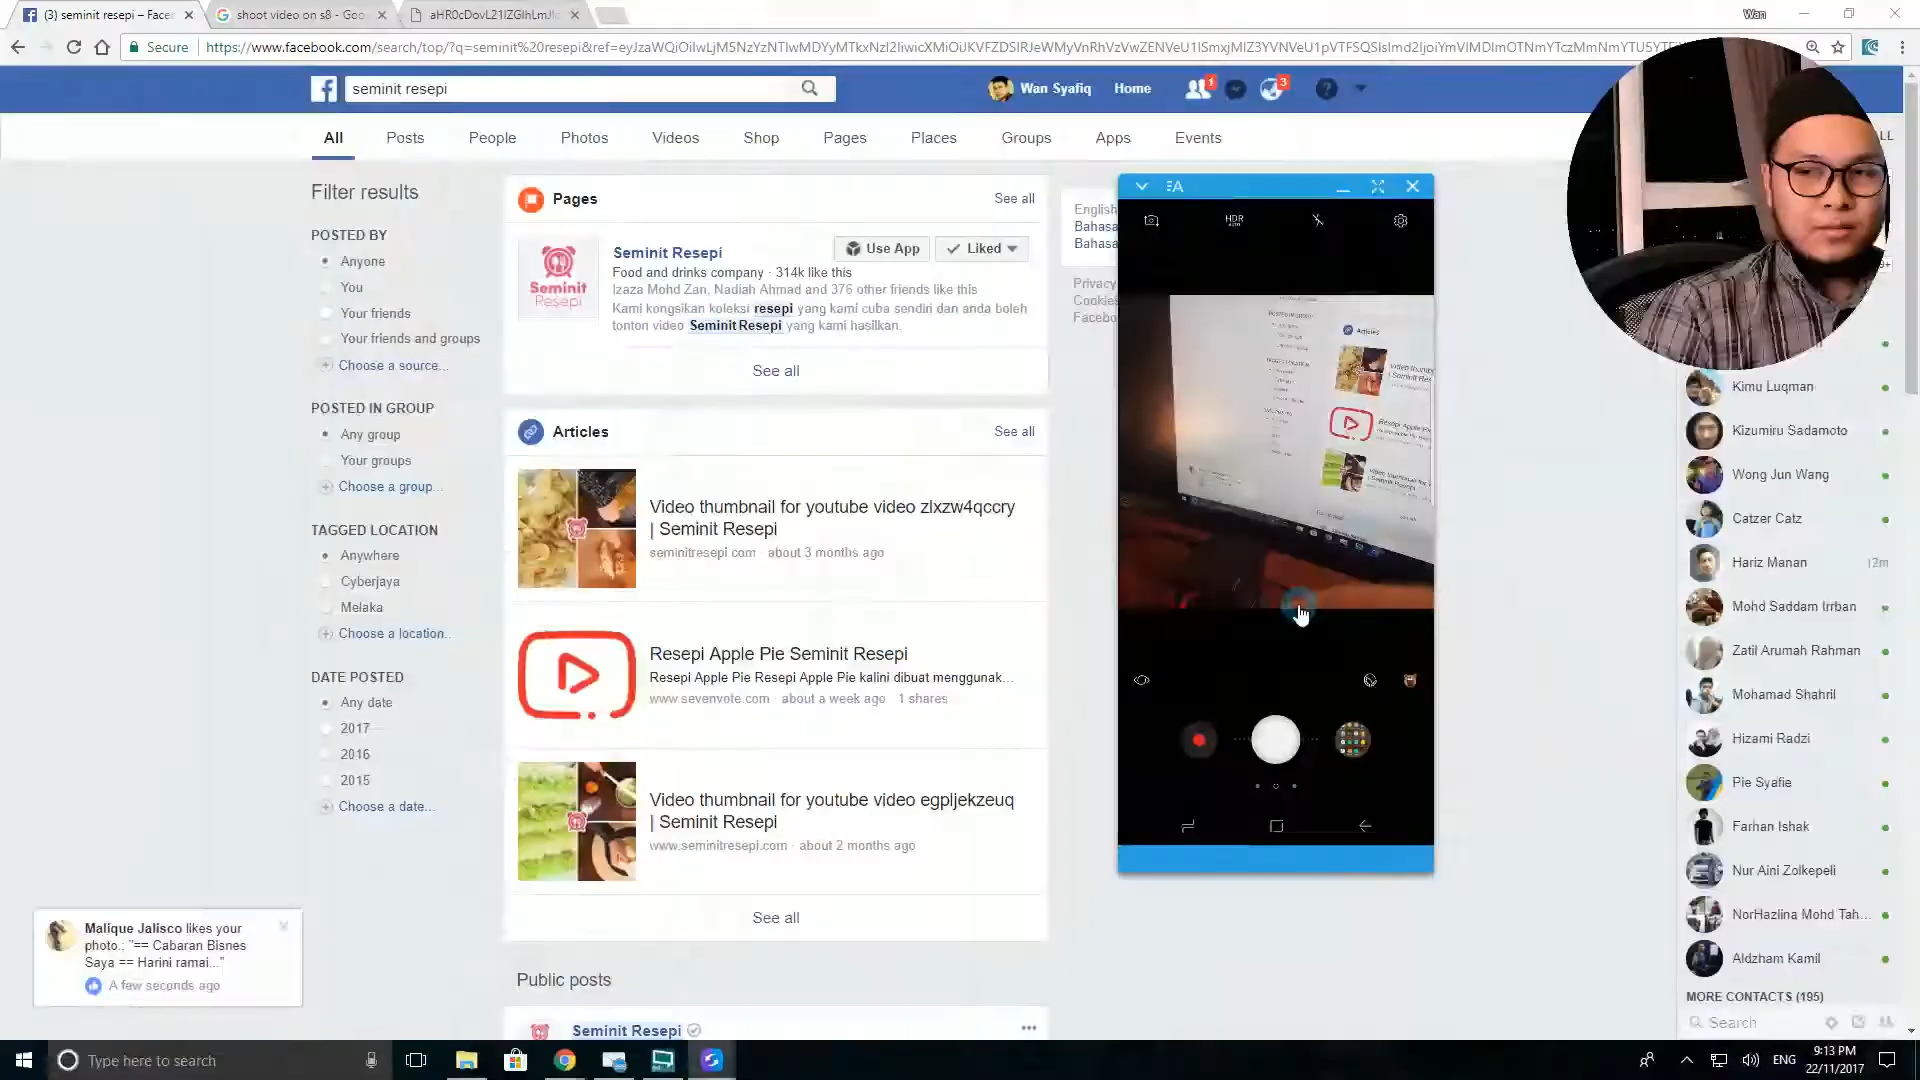 (3) seminit resepi – Face
shoot video on s8 - Goo
Wan
Secure
seminit resepi
Wan Syafiq
Home
1
3
All
Posts
People
Photos
Videos
Shop
Pages
Places
Groups
Apps
Events
Filter results
POSTED BY
Anyone
You
Your friends
Your friends and groups
Choose a source...
POSTED IN GROUP
Any group
Your groups
Choose a group...
TAGGED LOCATION
Anywhere
Cyberjaya
Melaka
Choose a location...
DATE POSTED
Any date
2017
2016
2015
Choose a date...
Pages
See all
Seminit
Resepi
Seminit Resepi
Use App
Liked
Food and drinks company · 314k like this
Izaza Mohd Zan, Nadiah Ahmad and 376 other friends like this
Kami kongsikan koleksi resepi yang kami cuba sendiri dan anda boleh
tonton video Seminit Resepi yang kami hasilkan.
See all
Articles
See all
Video thumbnail for youtube video zlxzw4qccry
| Seminit Resepi
seminitresepi.com · about 3 months ago
Resepi Apple Pie Seminit Resepi
Resepi Apple Pie Resepi Apple Pie kalini dibuat menggunak...
www.sevenvote.com · about a week ago · 1 shares
Video thumbnail for youtube video egpljekzeuq
| Seminit Resepi
www.seminitresepi.com · about 2 months ago
See all
Public posts
Seminit Resepi
English
Bahasa
Bahasa
Privacy
Cookies
Facebo
HDR
AUTO
Articles
Kimu Luqman
Kizumiru Sadamoto
Wong Jun Wang
Catzer Catz
Hariz Manan
12m
Mohd Saddam Irrban
Zatil Arumah Rahman
Mohamad Shahril
Hizami Radzi
Pie Syafie
Farhan Ishak
Nur Aini Zolkepeli
NorHazlina Mohd Tah...
Aldzham Kamil
MORE CONTACTS (195)
Search
Malique Jalisco likes your
photo.: "== Cabaran Bisnes
Saya == Harini ramai..."
A few seconds ago
Type here to search
ENG
9:13 PM
22/11/2017